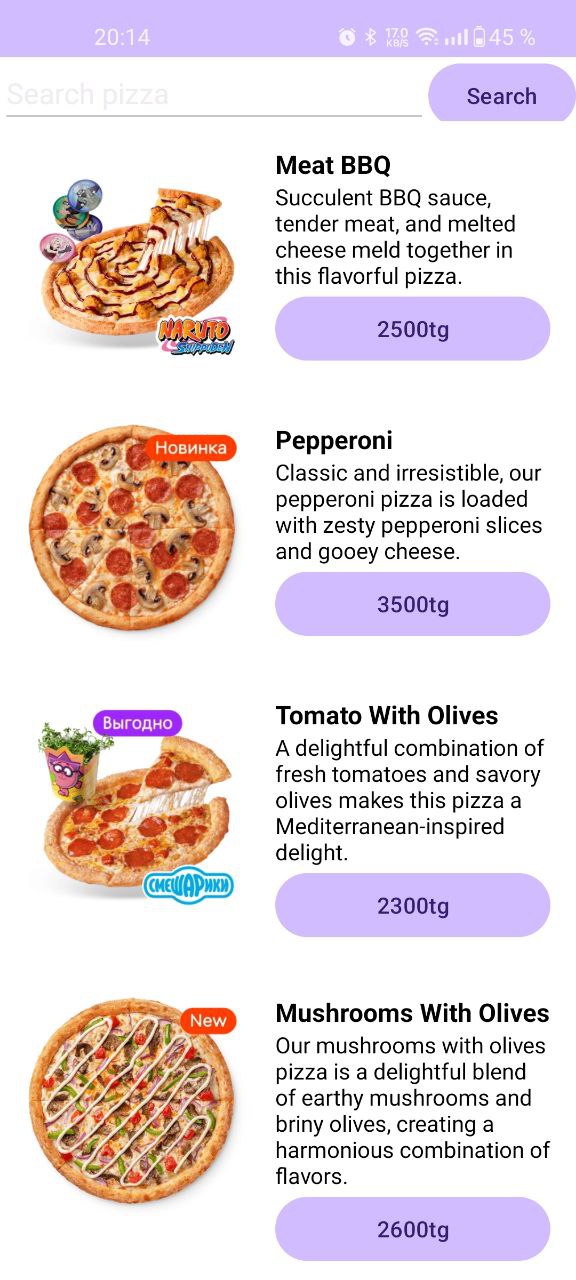 20:14
17.0
KB/S
45 %
Search pizza
Search
Meat BBQ
Succulent BBQ sauce,
tender meat, and melted
cheese meld together in
this flavorful pizza.
NARUTO
SHIPPUDEN
2500tg
Новинка
Pepperoni
Classic and irresistible, our
pepperoni pizza is loaded
with zesty pepperoni slices
and gooey cheese.
3500tg
Выгодно
СМЕШАРИКИ
Tomato With Olives
A delightful combination of
fresh tomatoes and savory
olives makes this pizza a
Mediterranean-inspired
delight.
2300tg
New
Mushrooms With Olives
Our mushrooms with olives
pizza is a delightful blend
of earthy mushrooms and
briny olives, creating a
harmonious combination of
flavors.
2600tg